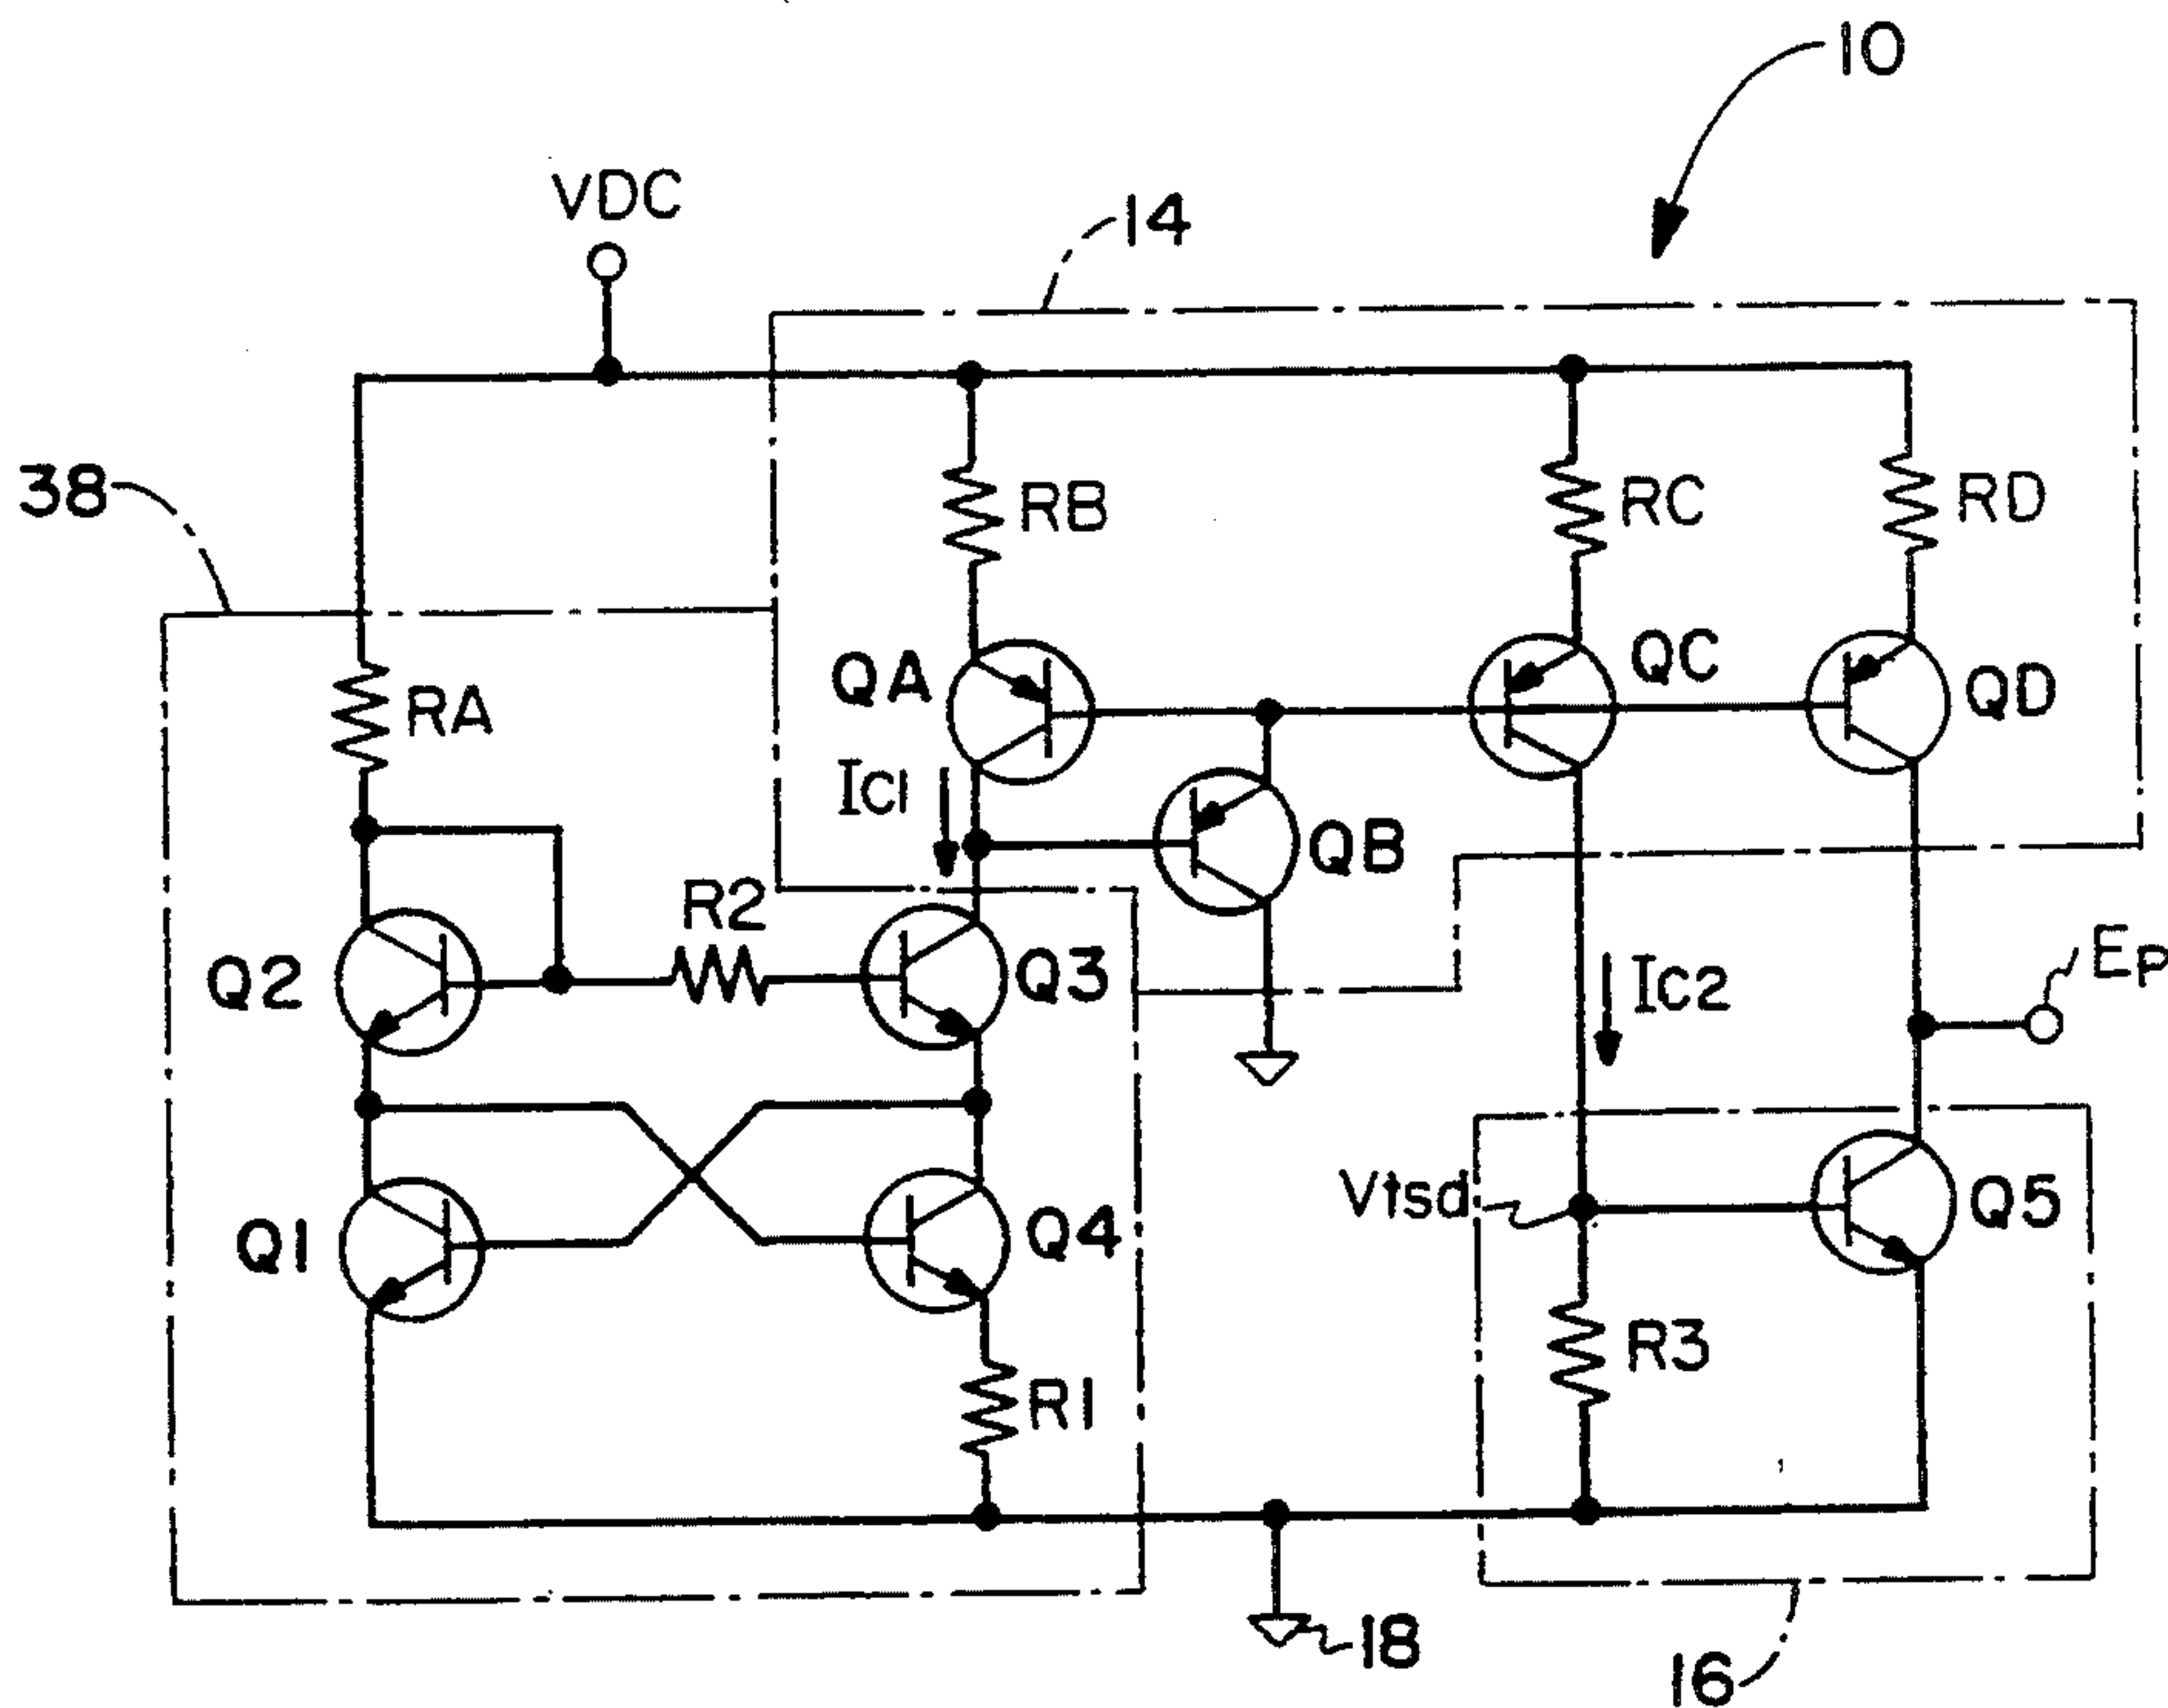 10
VDC
14
38
RB
RC
RD
QA
QC
QD
RA
IC1
QB
R2
Q2
Q3
IC2
EP
Q1
Q4
Vtsd
Q5
R3
R1
18
16